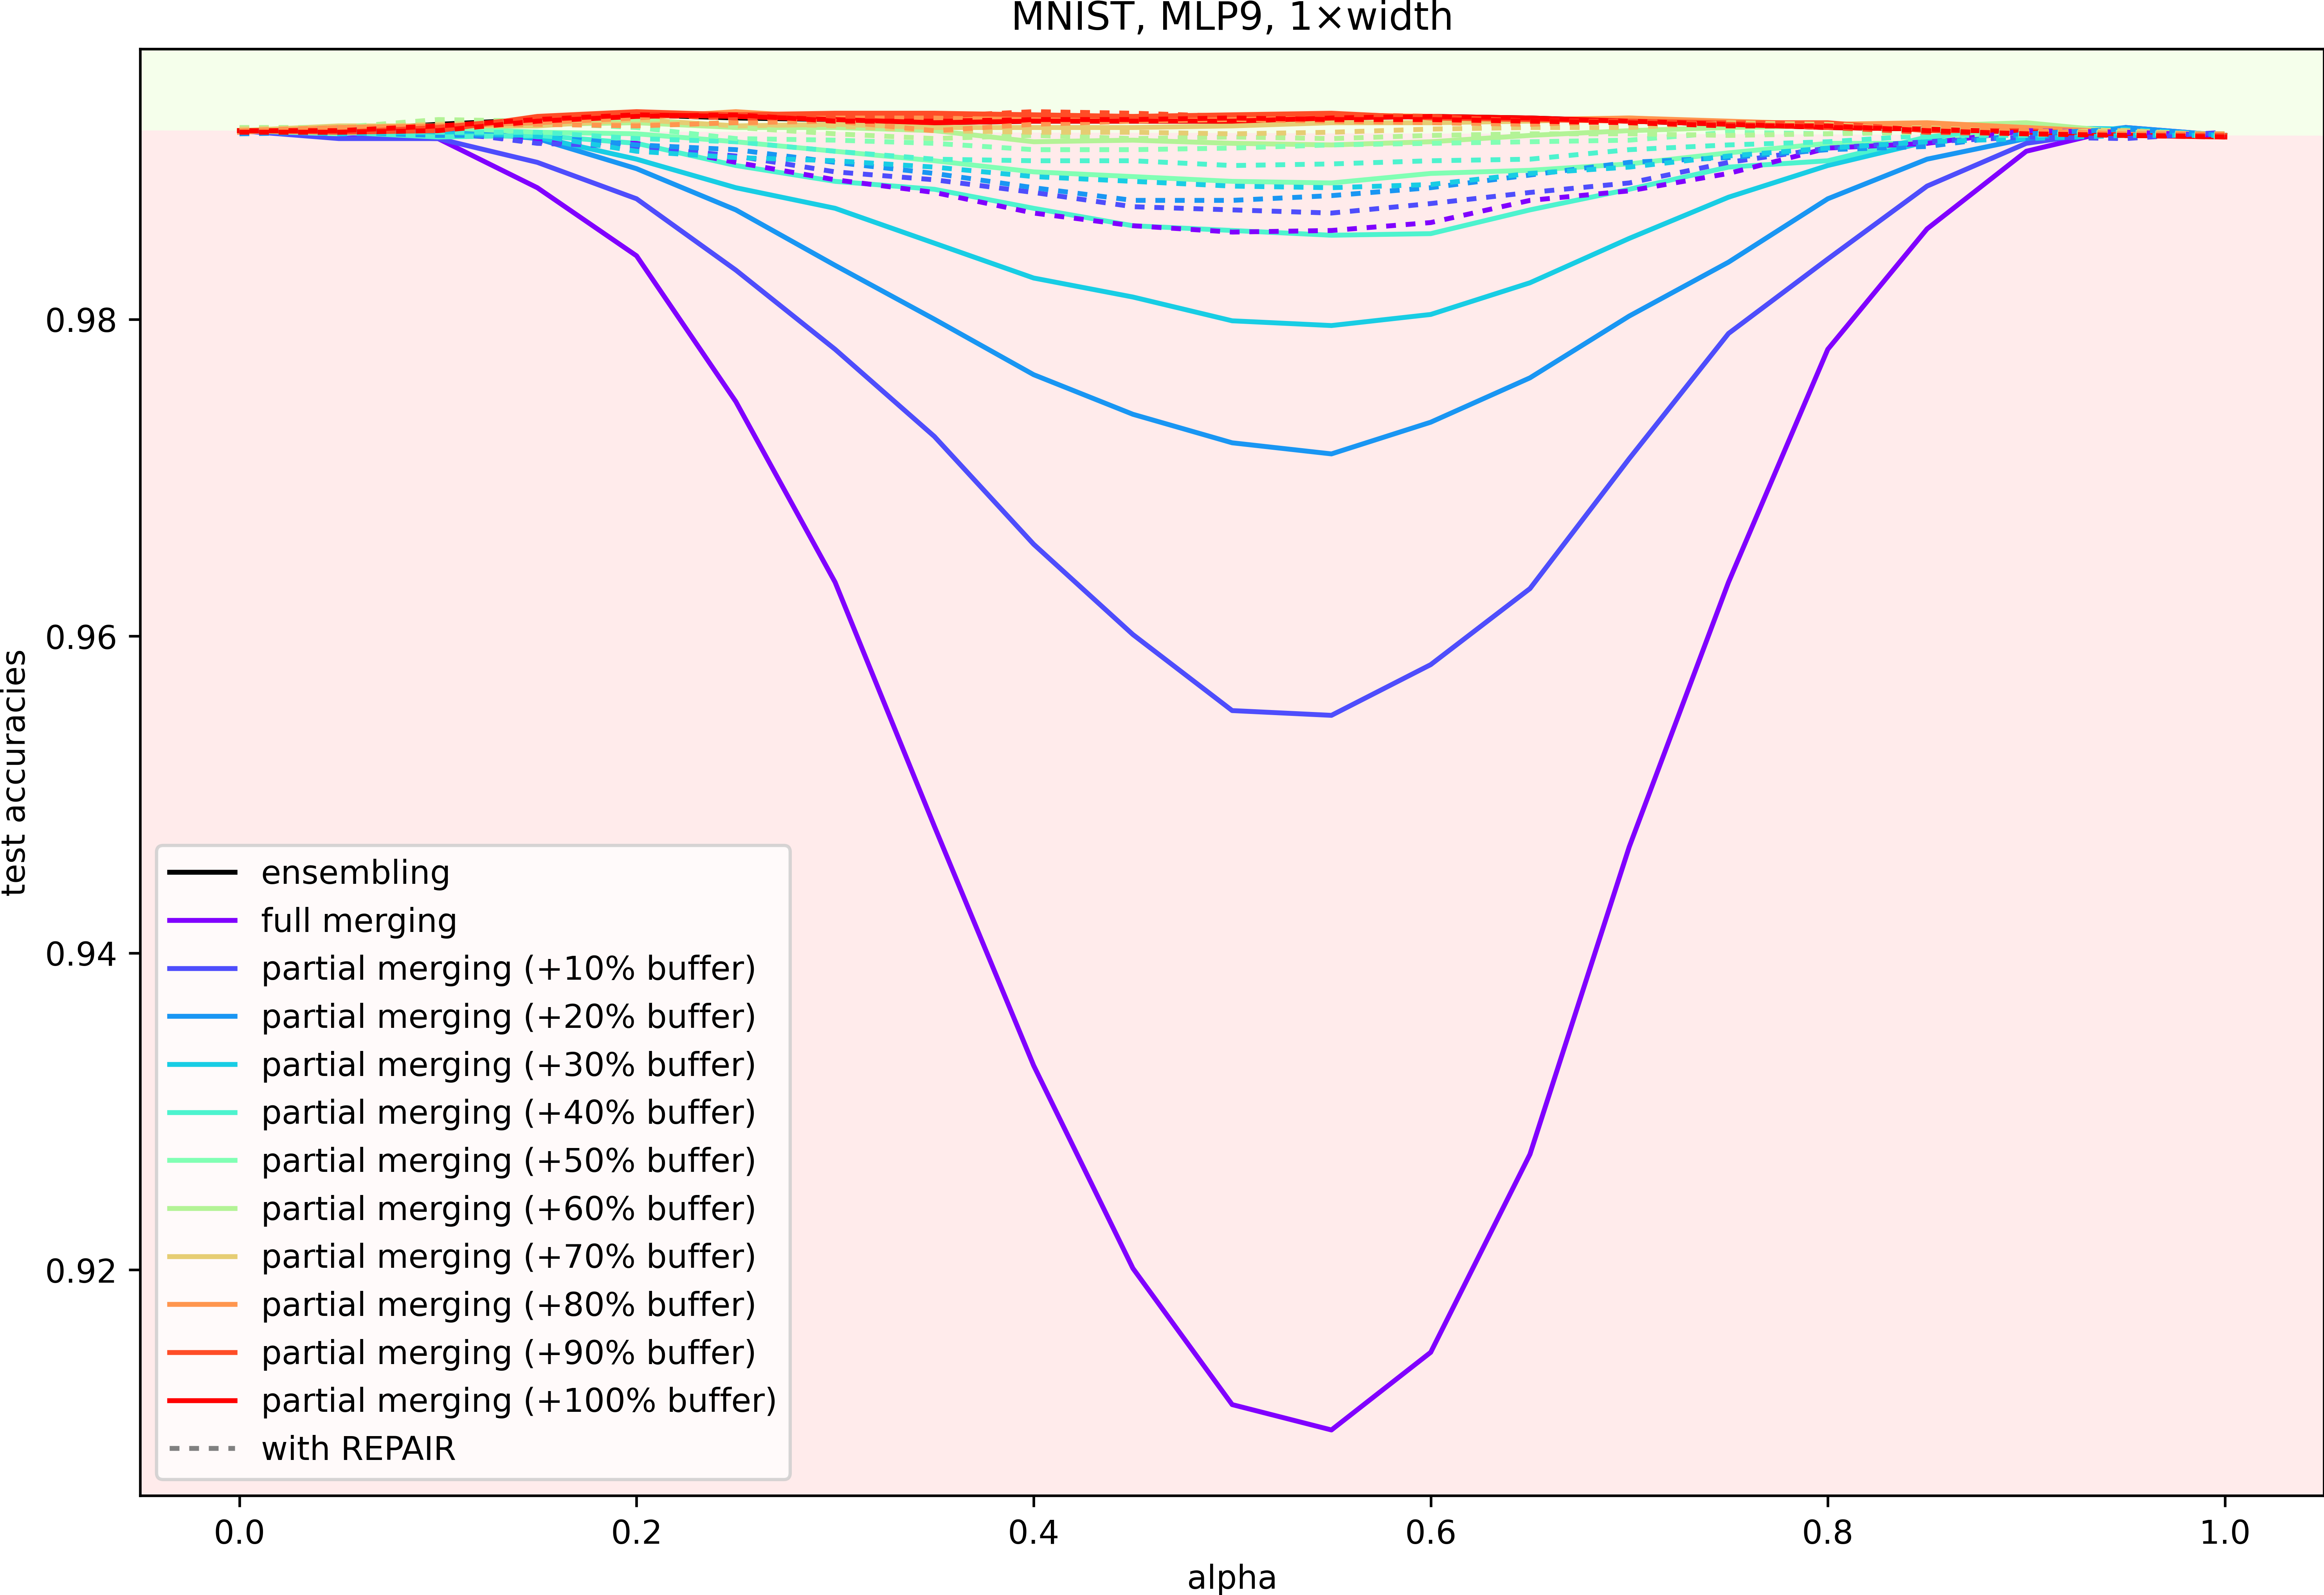 MNIST, MLP9, 1×width
test accuracies
0.98
0.96
0.94
0.92
ensembling
full merging
partial merging (+10% buffer)
partial merging (+20% buffer)
partial merging (+30% buffer)
partial merging (+40% buffer)
partial merging (+50% buffer)
partial merging (+60% buffer)
partial merging (+70% buffer)
partial merging (+80% buffer)
partial merging (+90% buffer)
partial merging (+100% buffer)
with REPAIR
0.0
0.2
0.4
0.6
0.8
1.0
alpha